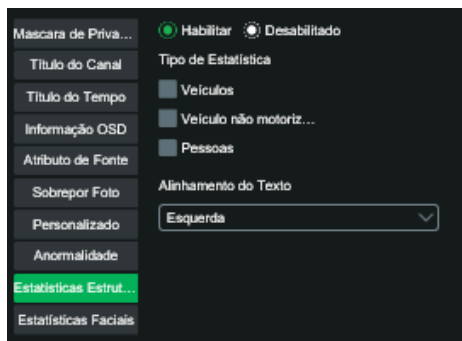 Mascara de Priva...
Título do Canal
Título do Tempo
Informação OSD
Atributo de Fonte
Sobrepor Foto
Personalizado
Anormalidade
Estatísticas Estrut...
Estatísticas Faciais
Habilitar Desabilitado
Tipo de Estatística
Veículos
Veículo não motoriz...
Pessoas
Alinhamento do Texto
Esquerda